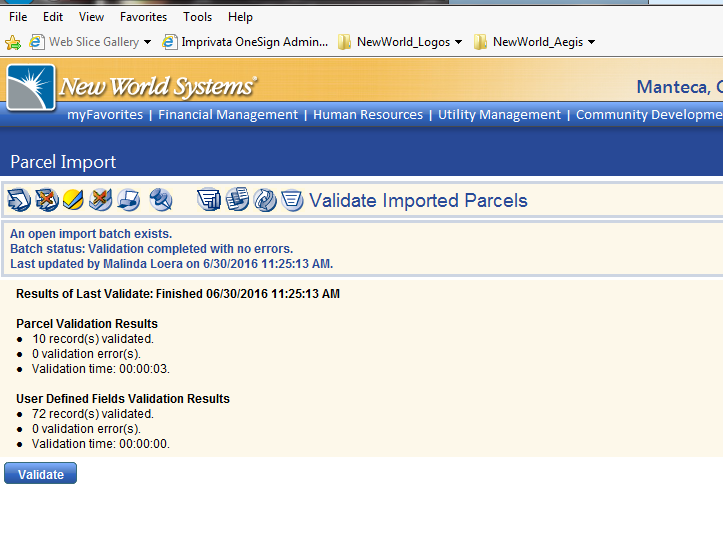 File Edit View Favorites Tools Help
Web Slice Gallery Imprivata OneSign Admin... NewWorld_Logos NewWorld_Aegis
New World Systems®
Manteca, C
myFavorites | Financial Management | Human Resources | Utility Management | Community Developme
Parcel Import
Validate Imported Parcels
An open import batch exists.
Batch status: Validation completed with no errors.
Last updated by Malinda Loera on 6/30/2016 11:25:13 AM.
Results of Last Validate: Finished 06/30/2016 11:25:13 AM
Parcel Validation Results
● 10 record(s) validated.
● 0 validation error(s).
● Validation time: 00:00:03.
User Defined Fields Validation Results
● 72 record(s) validated.
● 0 validation error(s).
● Validation time: 00:00:00.
Validate